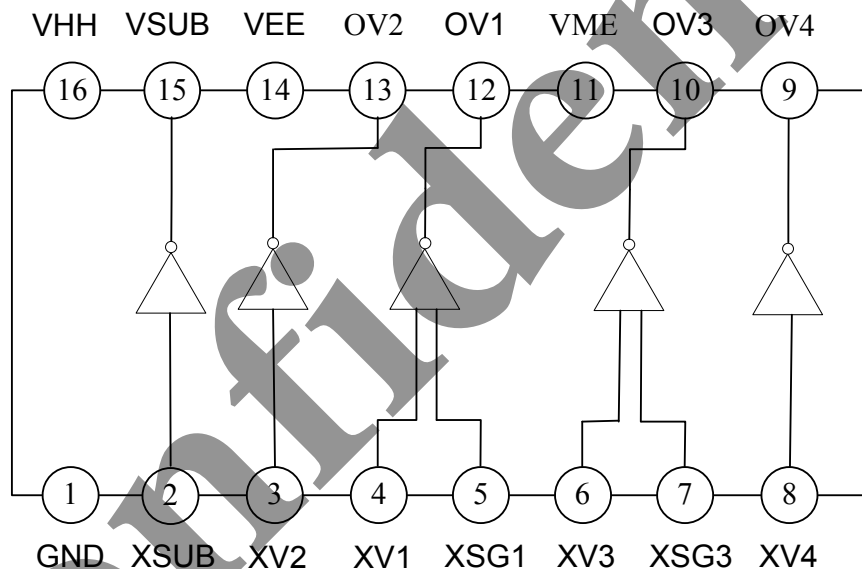 VHH VSUB VEE OV2 OV1 VME OV3 OV4
16 15 14 13 12 11 10 9
1 2 3 4 5 6 7 8
GND XSUB XV2 XV1 XSG1 XV3 XSG3 XV4
onfiden